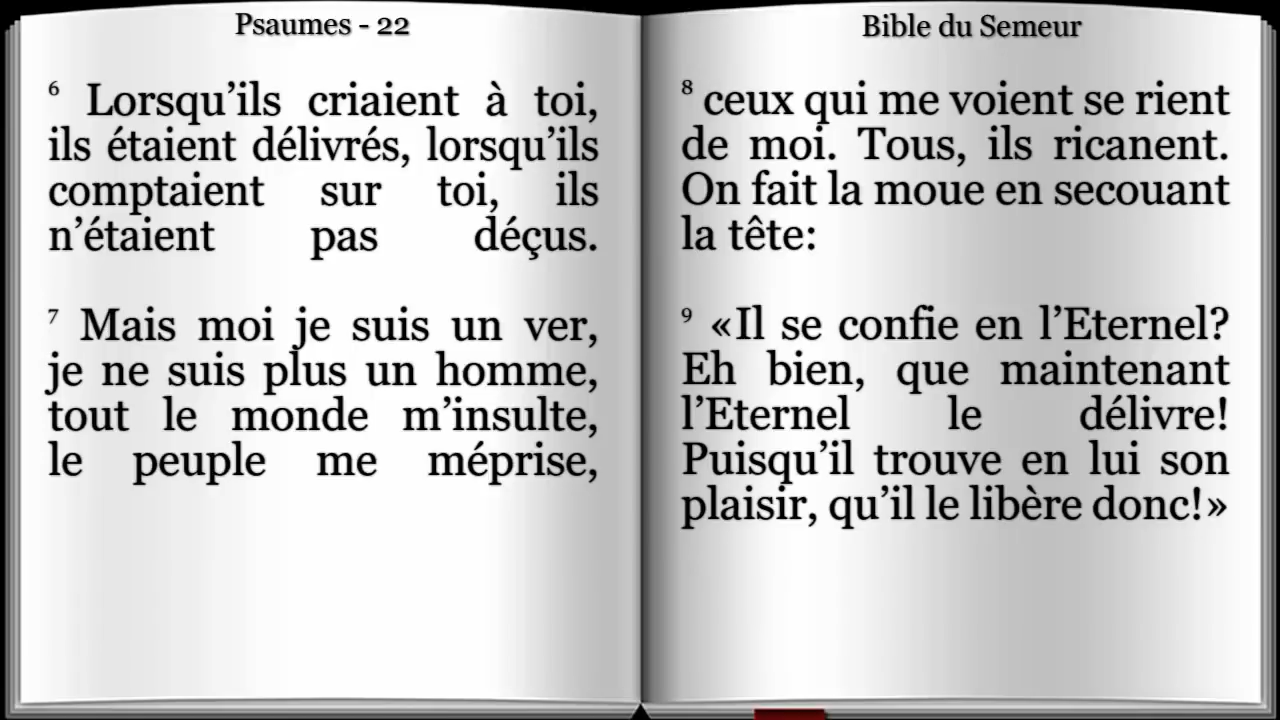 Psaumes - 22
6 Lorsqu’ils criaient à toi,
ils étaient délivrés, lorsqu’ils
comptaient sur toi, ils
n’étaient pas déçus.
7 Mais moi je suis un ver,
je ne suis plus un homme,
tout le monde m’insulte,
le peuple me méprise,
Bible du Semeur
8 ceux qui me voient se rient
de moi. Tous, ils ricanent.
On fait la moue en secouant
la tête:
9 «Il se confie en l’Eternel?
Eh bien, que maintenant
l’Eternel le délivre!
Puisqu’il trouve en lui son
plaisir, qu’il le libère donc!»